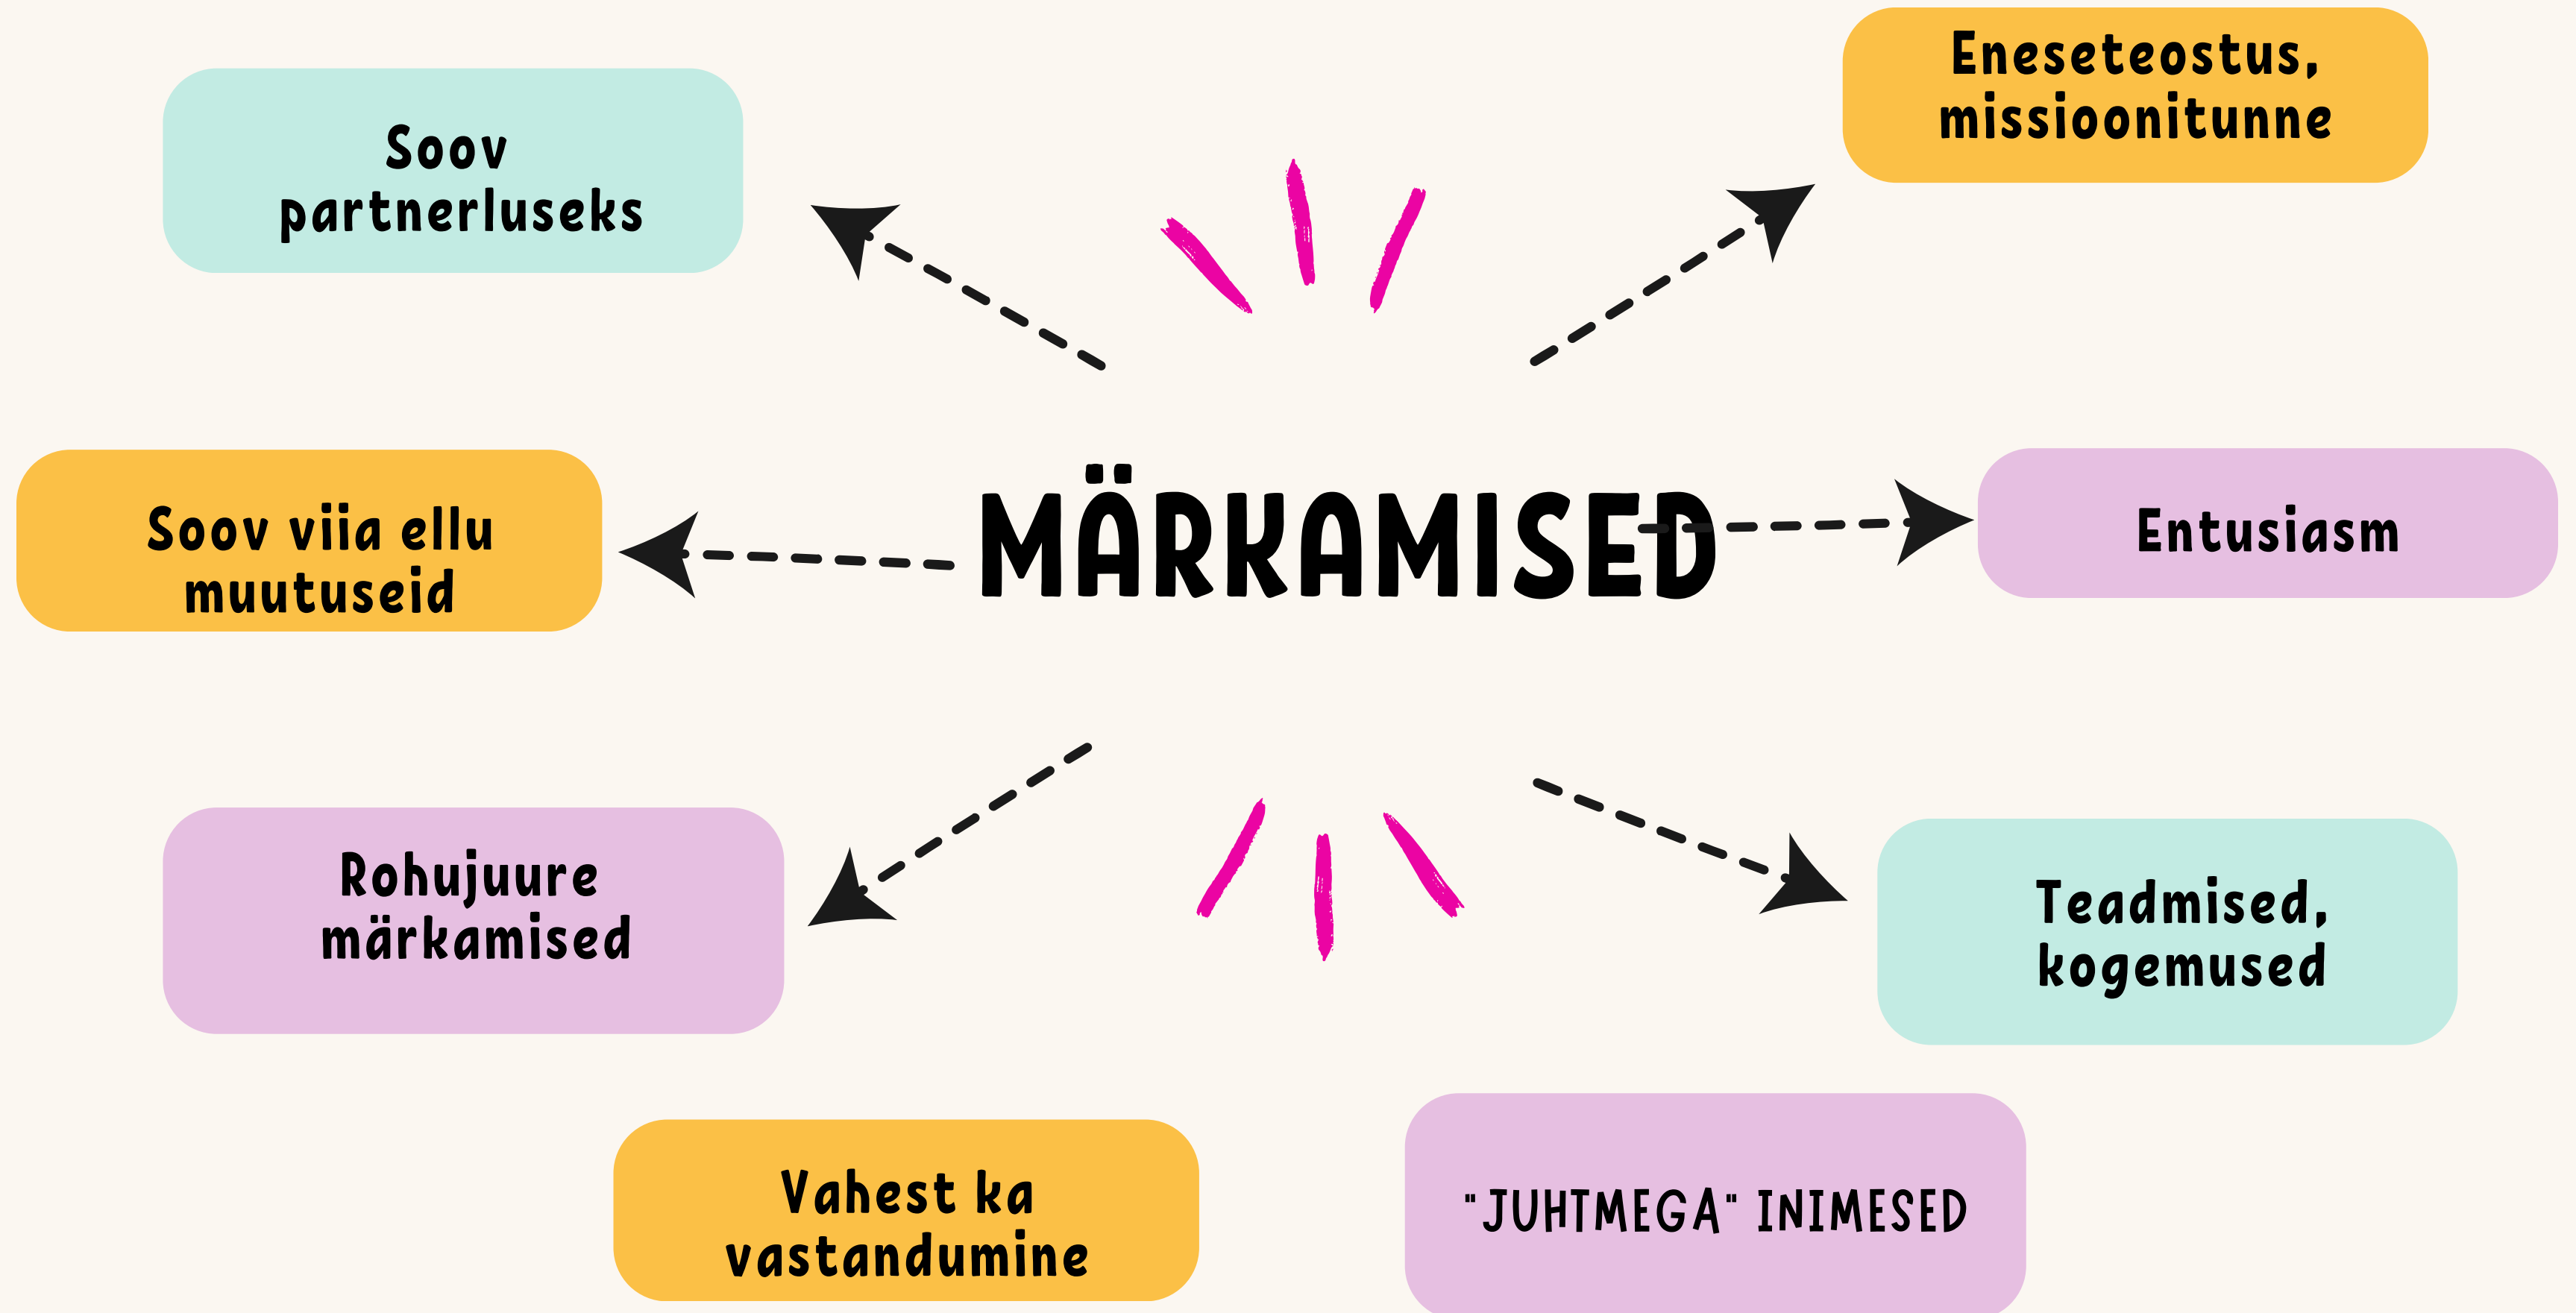 Eneseteostus,
missioonitunne
Soov
partnerluseks
MÄRKAMISED
Soov viia ellu
muutuseid
Entusiasm
Rohujuure
märkamised
Teadmised,
kogemused
Vahest ka
vastandumine
"JUHTMEGA" INIMESED